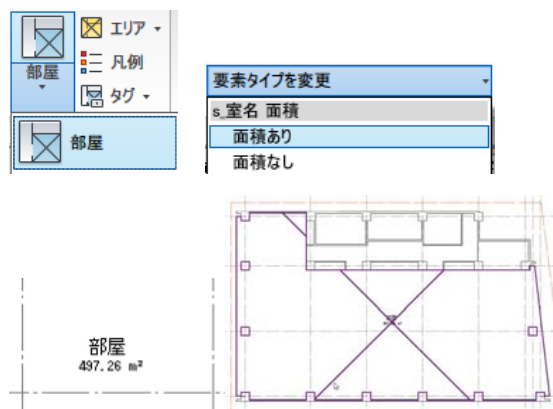 部屋
エリア
凡例
タグ
部屋
要素タイプを変更
s_室名 面積
面積あり
面積なし
部屋
497.26 m²